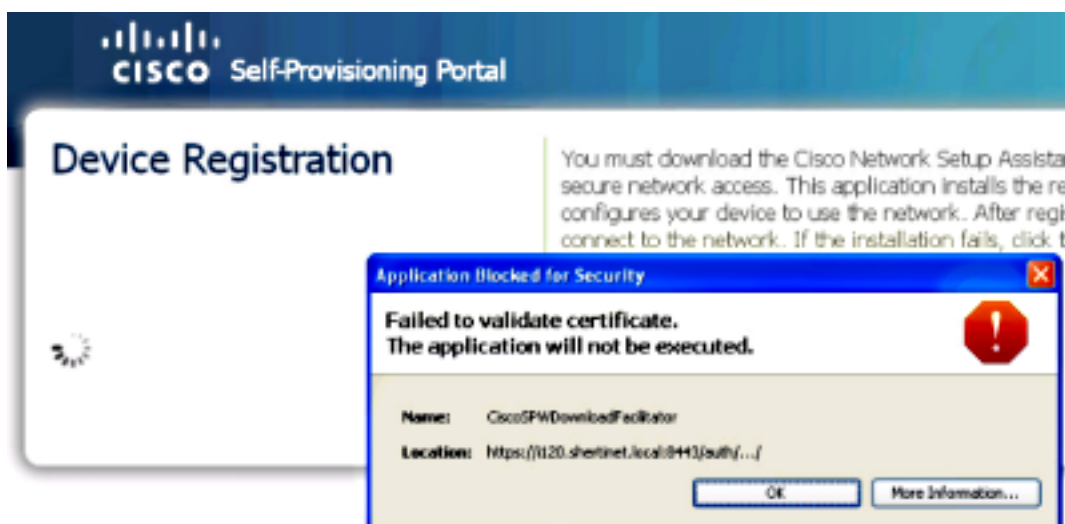 CISCO Self-Provisioning Portal
Device Registration
You must download the Cisco Network Setup Assista
secure network access. This application installs the re
configures your device to use the network. After regi
connect to the network. If the installation fails, click t
Application Blocked for Security
Failed to validate certificate.
The application will not be executed.
Name: CiscoSPWDownloadFacilitator
Location: https://i120.shertinet.local:8443/auth/.../
OK More Information...